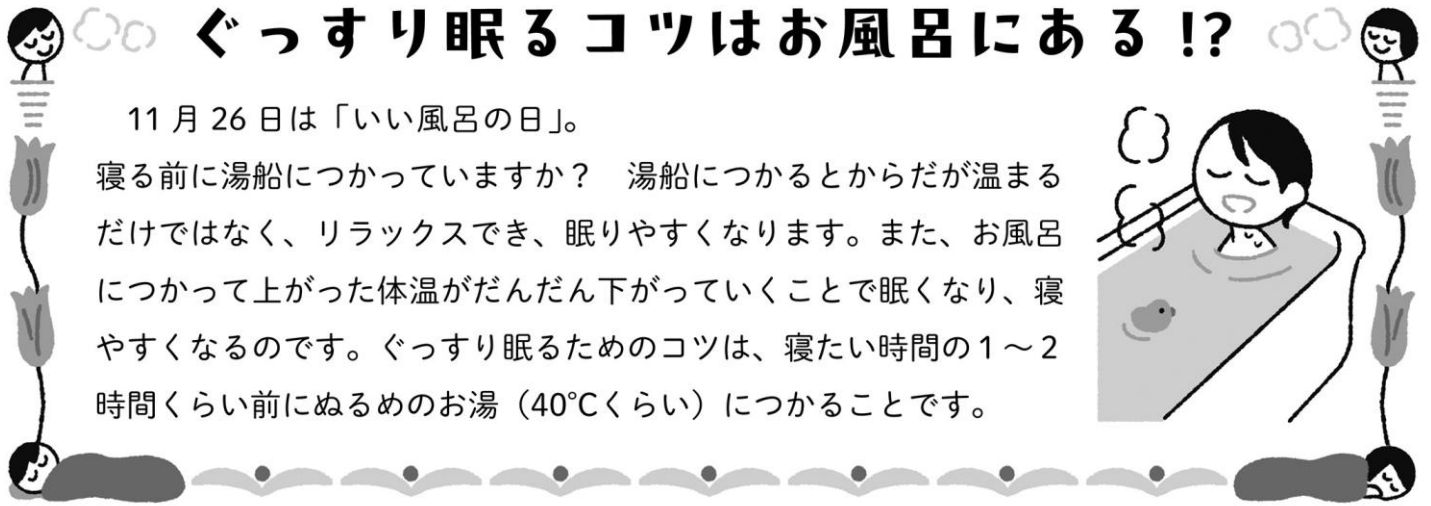 ぐっすり眠るコツはお風呂にある!?
11月26日は「いい風呂の日」。
寝る前に湯船につかっていますか？　湯船につかるとからだが温まる
だけではなく、リラックスでき、眠りやすくなります。また、お風呂
につかって上がった体温がだんだん下がっていくことで眠くなり、寝
やすくなるのです。ぐっすり眠るためのコツは、寝たい時間の1～2
時間くらい前にぬるめのお湯（40℃くらい）につかることです。